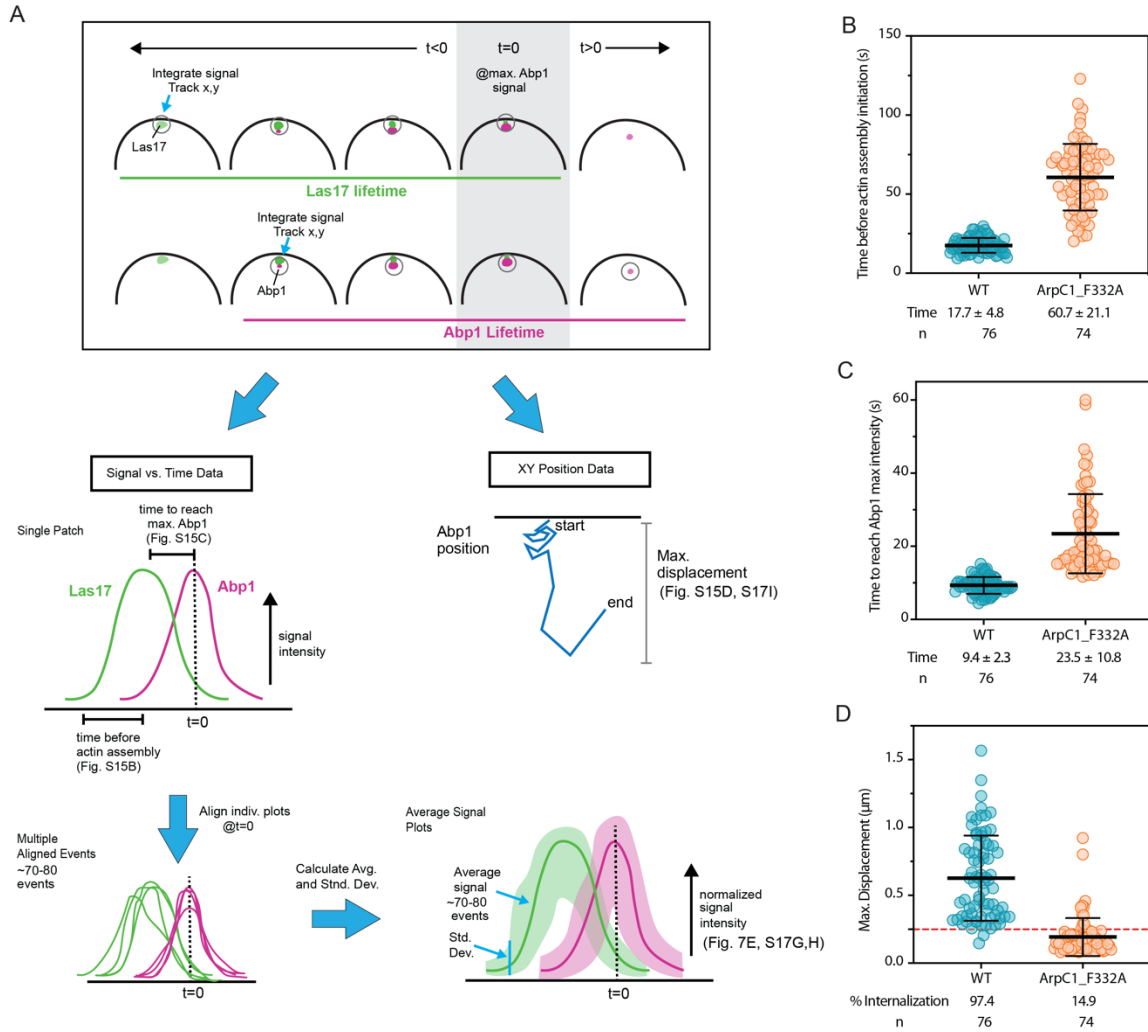 A
t<0
t=0
t>0
Integrate signal
Track x,y
@max. Abp1
signal
Las17
Las17 lifetime
Integrate signal
Track x,y
Abp1
Abp1 Lifetime
Signal vs. Time Data
XY Position Data
Single Patch
time to reach
max. Abp1
(Fig. S15C)
Las17
Abp1
signal
intensity
t=0
time before
actin assembly
(Fig. S15B)
Abp1
position
start
end
Max.
displacement
(Fig. S15D, S17I)
Align indiv. plots
@t=0
Multiple
Aligned Events
~70-80
events
t=0
Calculate Avg.
and Stnd. Dev.
Average Signal
Plots
Average
signal
~70-80
events
Std.
Dev.
normalized
signal
intensity
(Fig. 7E, S17G,H)
t=0
B
Time before actin assembly initiation (s)
150
100
50
0
WT ArpC1_F332A
Time 17.7 ± 4.8 60.7 ± 21.1
n 76 74
C
Time to reach Abp1 max intensity (s)
60
40
20
0
WT ArpC1_F332A
Time 9.4 ± 2.3 23.5 ± 10.8
n 76 74
D
Max. Displacement (µm)
1.5
1.0
0.5
0.0
WT ArpC1_F332A
% Internalization 97.4 14.9
n 76 74